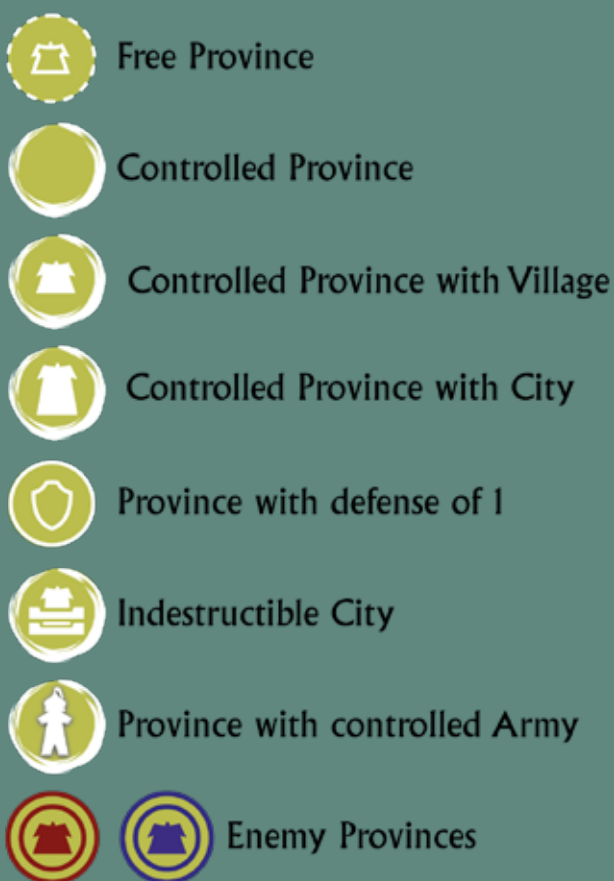 Free Province
Controlled Province
Controlled Province with Village
Controlled Province with City
Province with defense of 1
Indestructible City
Province with controlled Army
Enemy Provinces